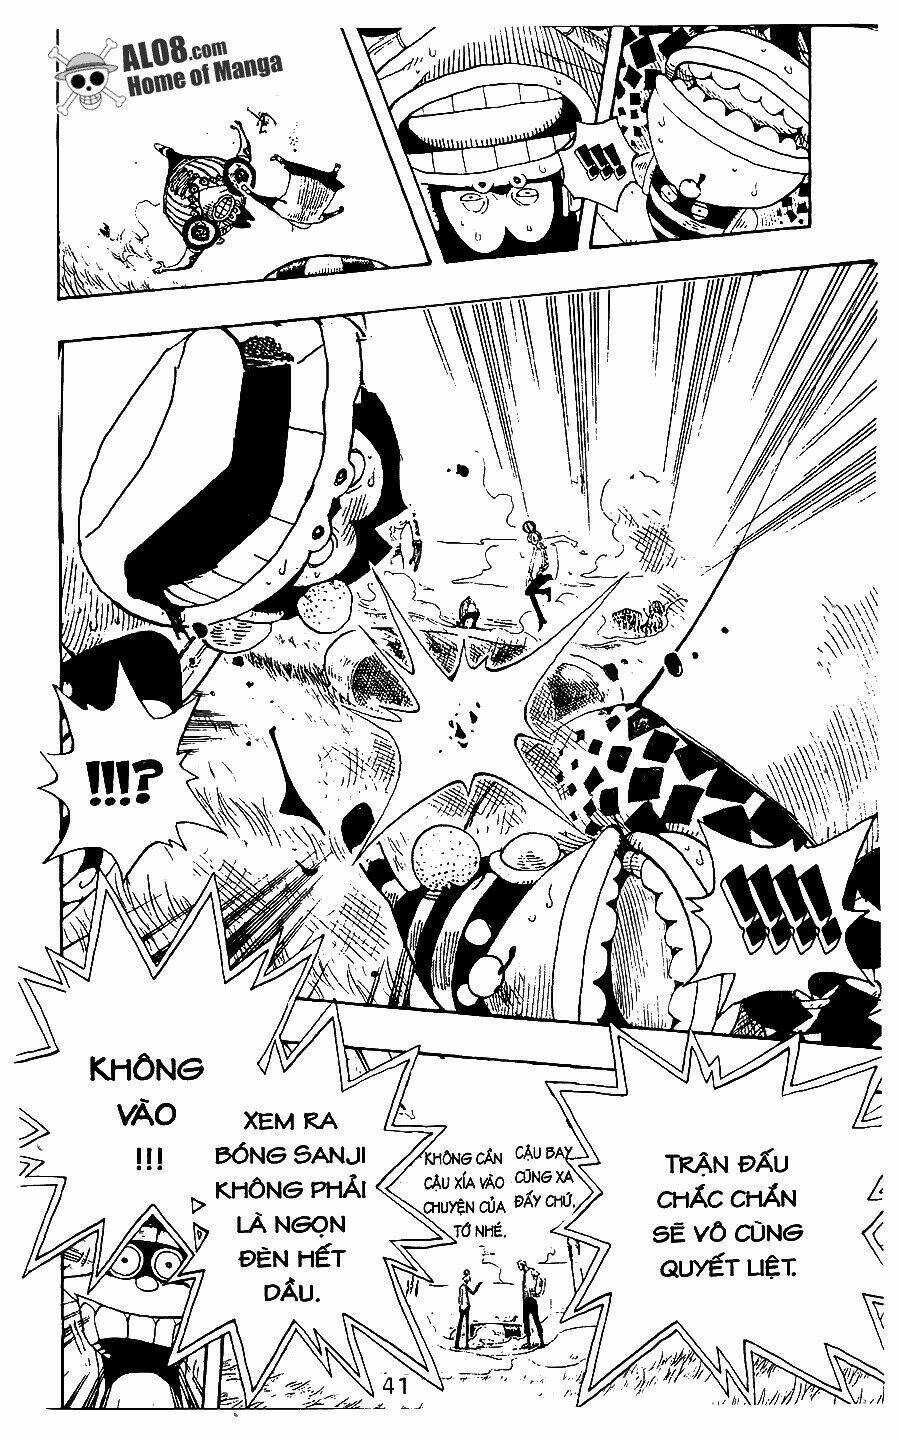 AL08.com
Home of Manga
!!!!
!!!?
!!!!
KHÔNG
VÀO
!!!
XEM RA
BÓNG SANJI
KHÔNG PHẢI
LÀ NGỌN
ĐÈN HẾT
DẦU.
KHÔNG CẦN
CẬU XÍA VÀO
CHUYỆN CỦA
TỚ NHÉ.
CẬU BAY
CŨNG XA
ĐẤY CHỨ.
TRẬN ĐẤU
CHẮC CHẮN
SẼ VÔ CÙNG
QUYẾT LIỆT.
41